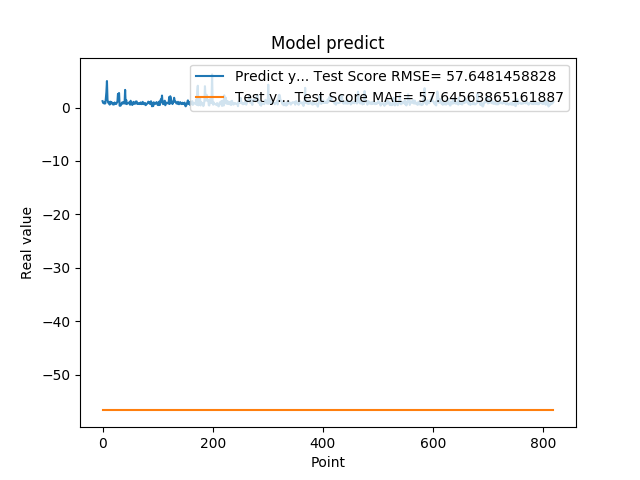 Model predict
Predict y... Test Score RMSE= 57.6481458828
Test y... Test Score MAE= 57.64563865161887
Real value
0
−10
−20
−30
−40
−50
0 200 400 600 800
Point